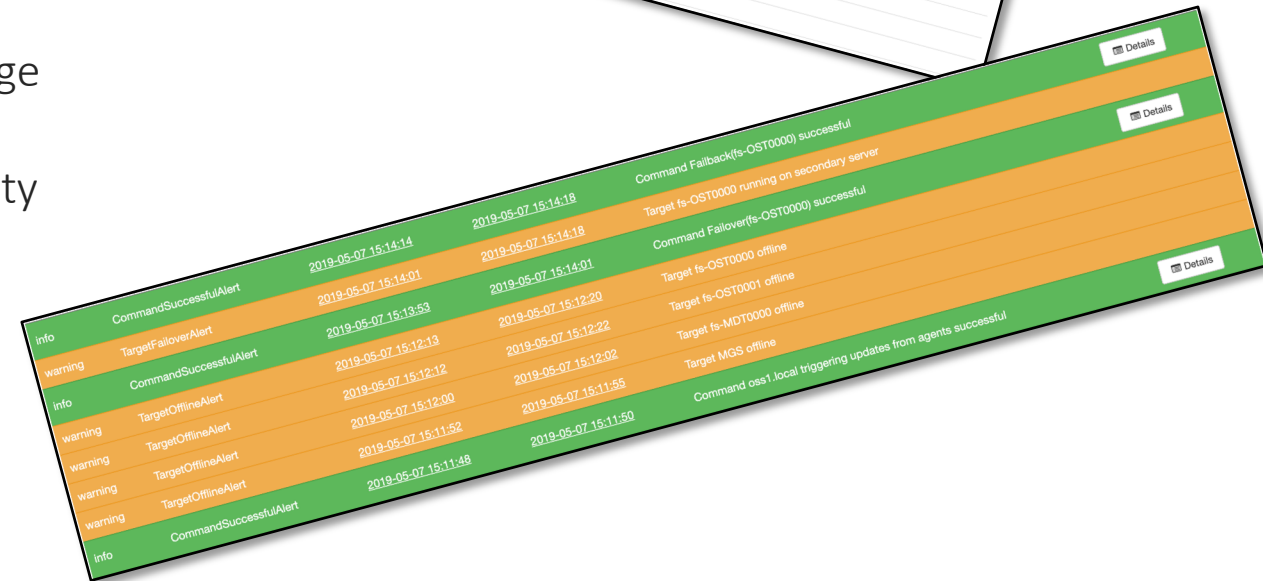 ge
ty
info CommandSuccessfulAlert 2019-05-07 15:14:14 2019-05-07 15:14:18 Command Failback(fs-OST0000) successful Details
warning TargetFailoverAlert 2019-05-07 15:14:01 2019-05-07 15:14:18 Target fs-OST0000 running on secondary server
info CommandSuccessfulAlert 2019-05-07 15:13:53 2019-05-07 15:14:01 Command Failover(fs-OST0000) successful Details
warning TargetOfflineAlert 2019-05-07 15:12:13 2019-05-07 15:12:20 Target fs-OST0000 offline
warning TargetOfflineAlert 2019-05-07 15:12:12 2019-05-07 15:12:22 Target fs-OST0001 offline
warning TargetOfflineAlert 2019-05-07 15:12:00 2019-05-07 15:12:02 Target fs-MDT0000 offline
warning TargetOfflineAlert 2019-05-07 15:11:52 2019-05-07 15:11:55 Target MGS offline
info CommandSuccessfulAlert 2019-05-07 15:11:48 2019-05-07 15:11:50 Command oss1.local triggering updates from agents successful Details